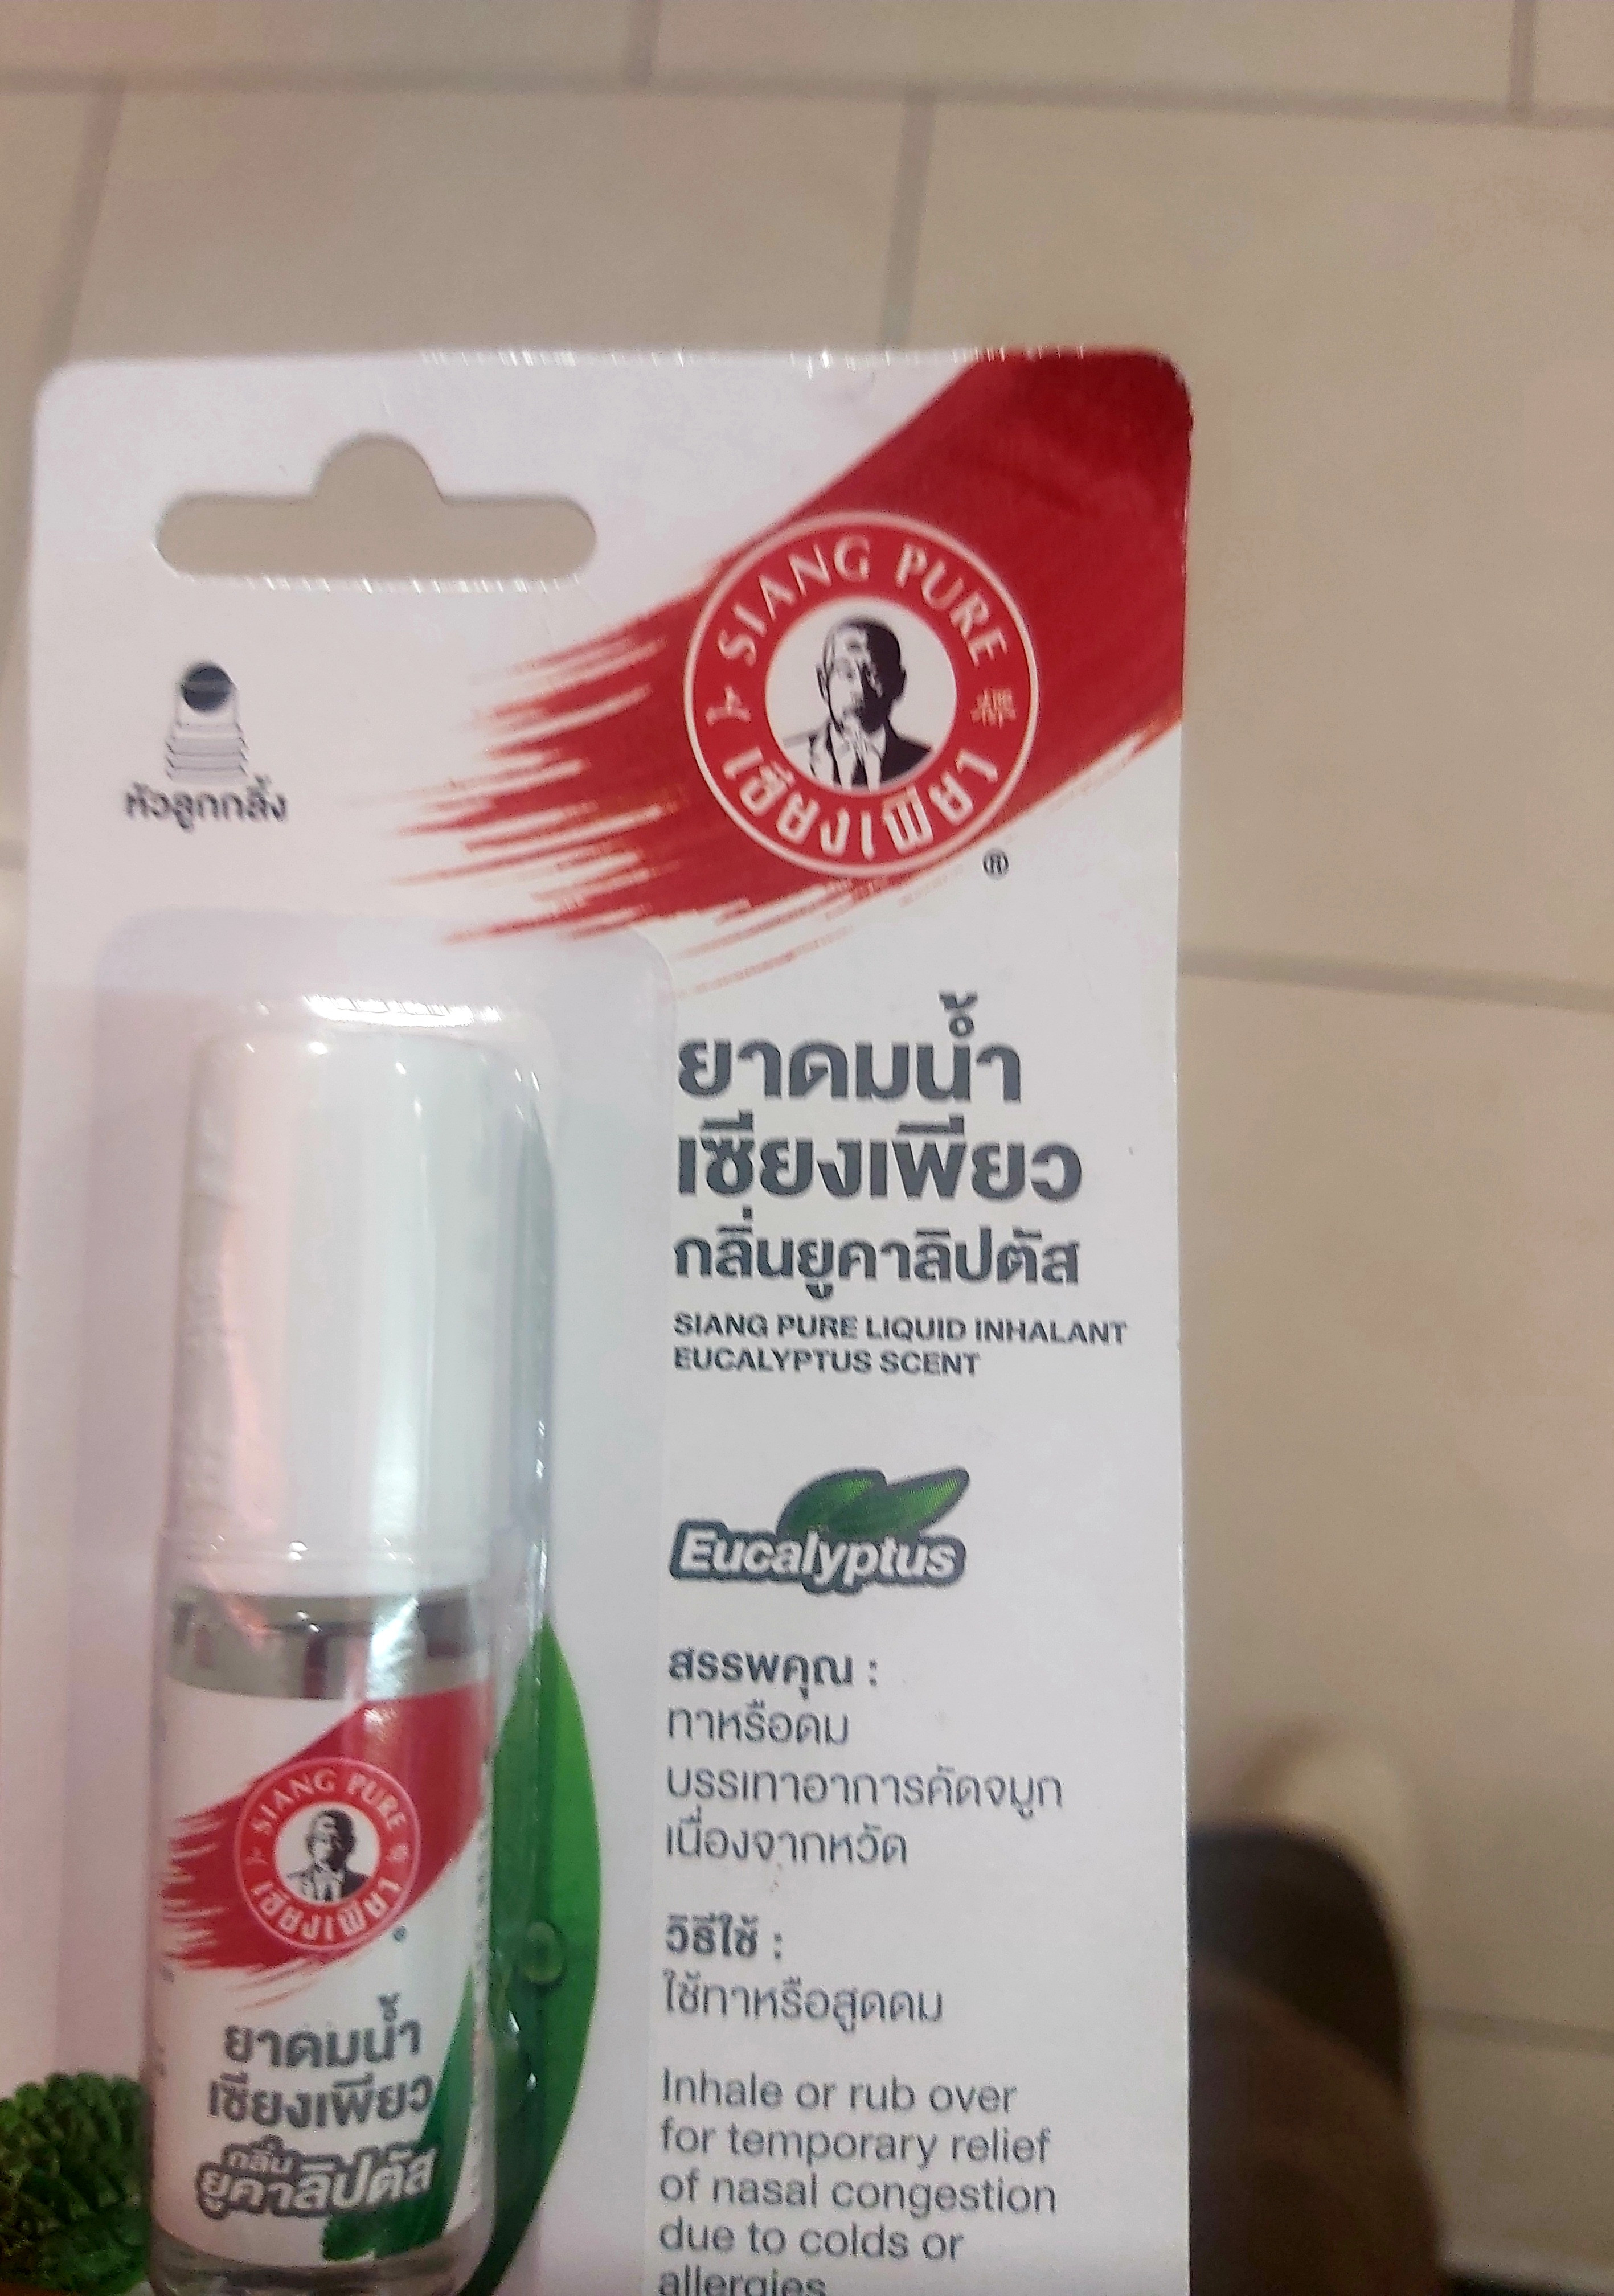 SIANG PURE
เซียงเพียว
®
หัวลูกกลิ้ง
ยาดมน้ำ
เซียงเพียว
กลิ่นยูคาลิปตัส
SIANG PURE LIQUID INHALANT
EUCALYPTUS SCENT
Eucalyptus
สรรพคุณ :
ทาหรือดม
บรรเทาอาการคัดจมูก
เนื่องจากหวัด
วิธีใช้ :
ใช้ทาหรือสูดดม
Inhale or rub over
for temporary relief
of nasal congestion
due to colds or
allergies
SIANG PURE
เซียงเพียว
ยาดมน้ำ
เซียงเพียว
กลิ่น
ยูคาลิปตัส